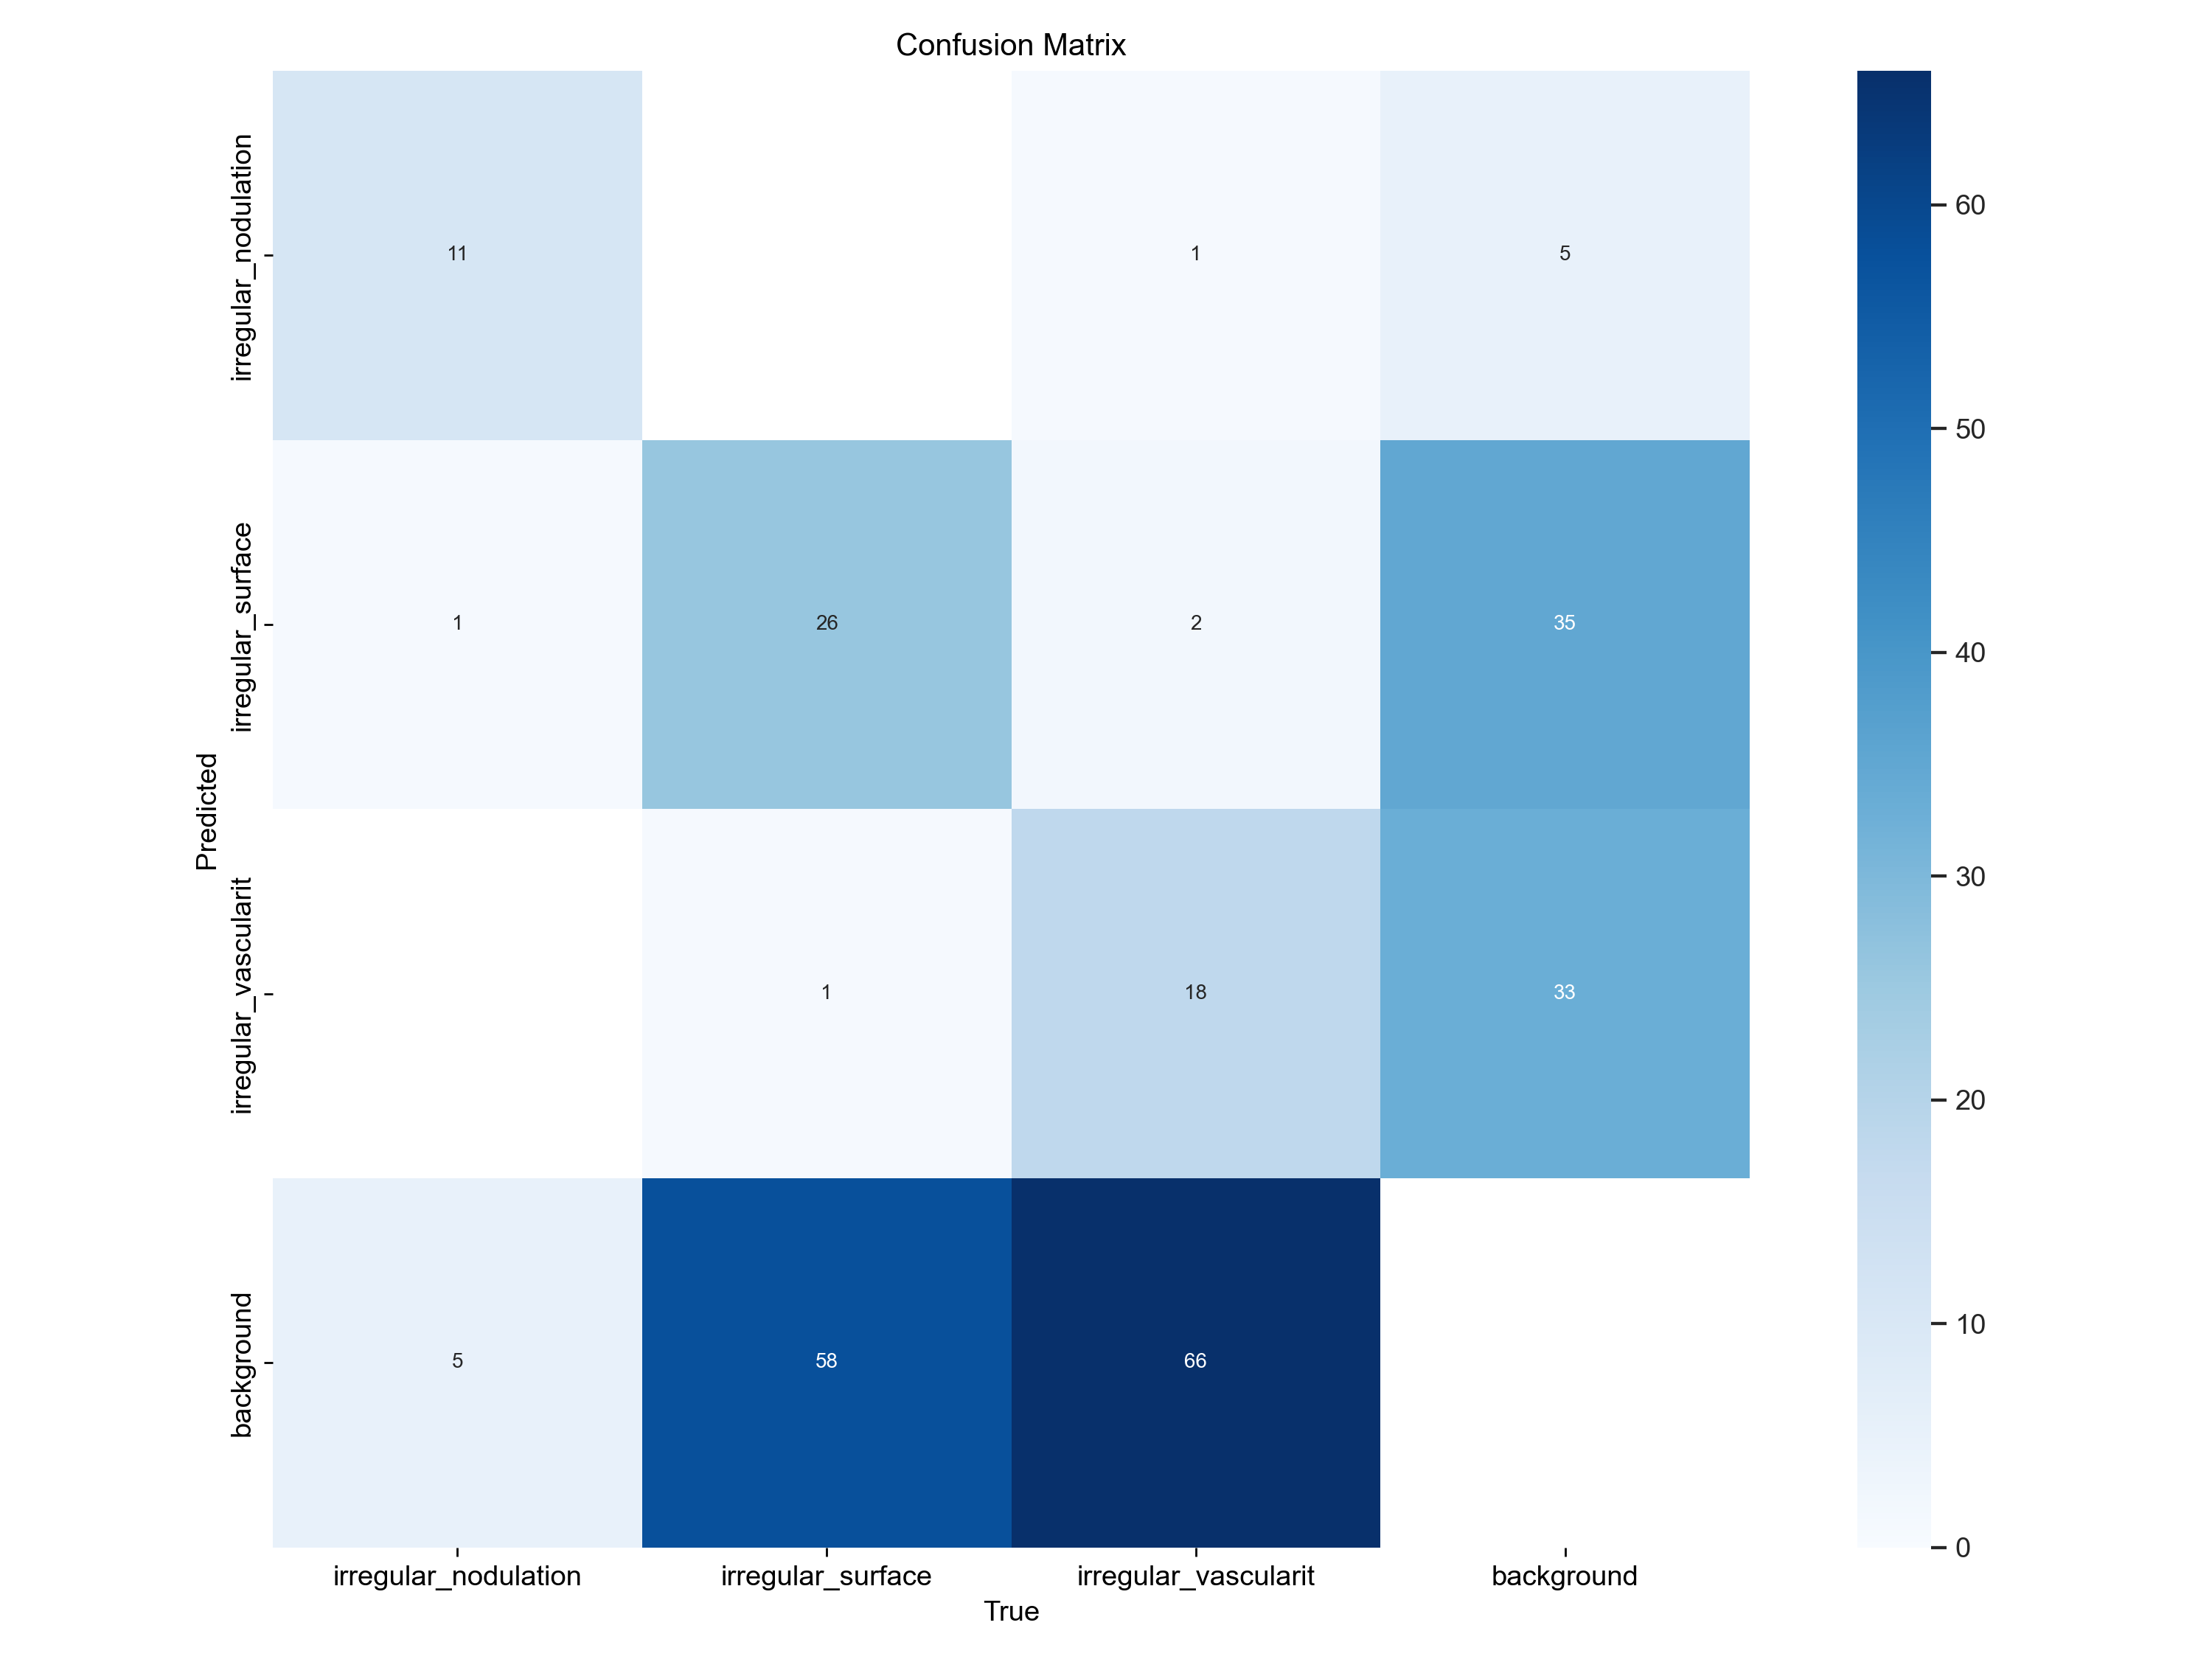 Confusion Matrix
Predicted
irregular_nodulation
11
1
5
irregular_surface
1
26
2
35
irregular_vascularit
1
18
33
background
5
58
66
irregular_nodulation
irregular_surface
irregular_vascularit
background
True
60
50
40
30
20
10
0